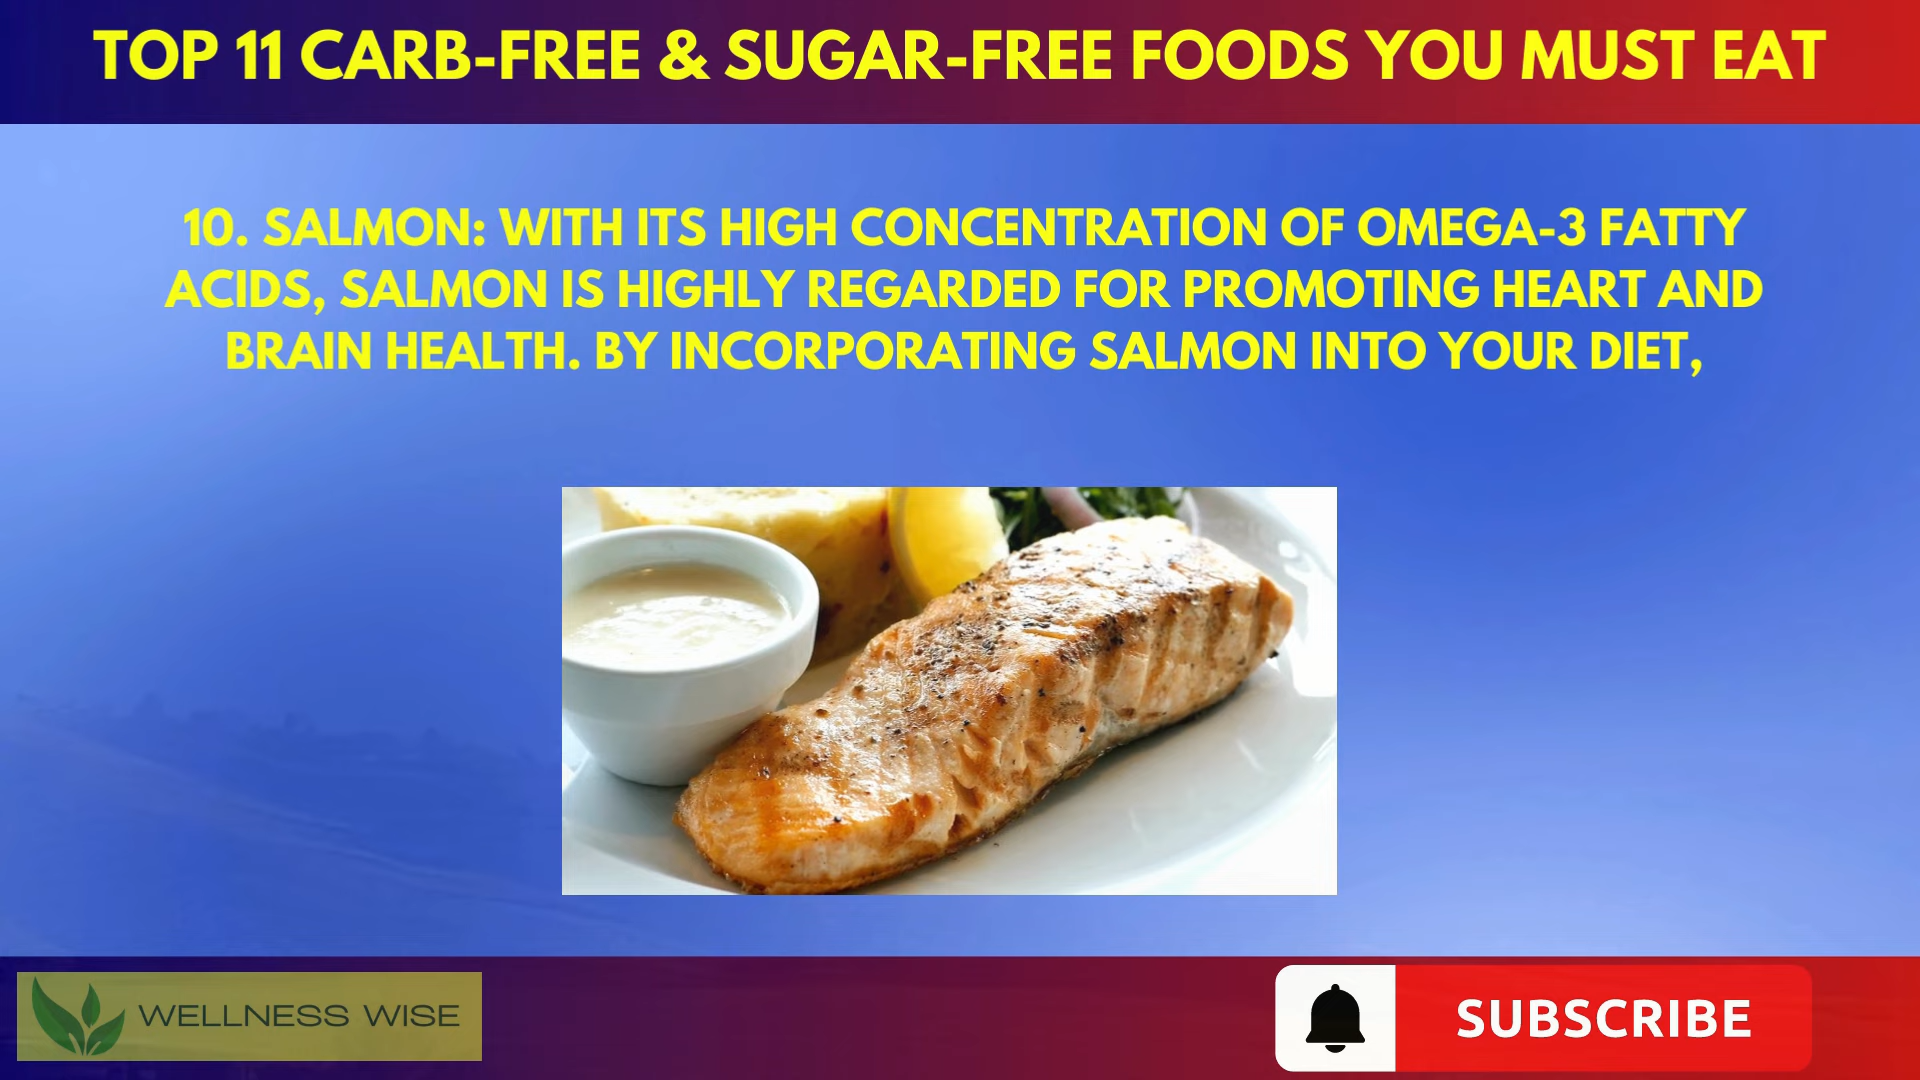 TOP 11 CARB-FREE & SUGAR-FREE FOODS YOU MUST EAT
10. SALMON: WITH ITS HIGH CONCENTRATION OF OMEGA-3 FATTY
ACIDS, SALMON IS HIGHLY REGARDED FOR PROMOTING HEART AND
BRAIN HEALTH. BY INCORPORATING SALMON INTO YOUR DIET,
WELLNESS WISE
SUBSCRIBE